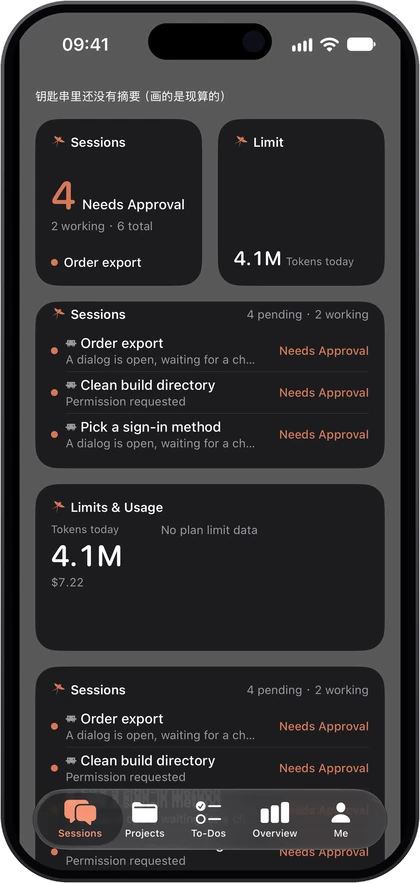 09:41
钥匙串里还没有摘要（画的是现算的）
Sessions
4 Needs Approval
2 working · 6 total
Order export
Limit
4.1M Tokens today
Sessions 4 pending · 2 working
Order export
A dialog is open, waiting for a ch...
Needs Approval
Clean build directory
Permission requested
Needs Approval
Pick a sign-in method
A dialog is open, waiting for a ch...
Needs Approval
Limits & Usage
Tokens today
No plan limit data
4.1M
$7.22
Sessions 4 pending · 2 working
Order export
A dialog is open, waiting for a ch...
Needs Approval
Clean build directory
Permission requested
Needs Approval
Sessions Projects To-Dos Overview Me
Permission requested
Needs Approval